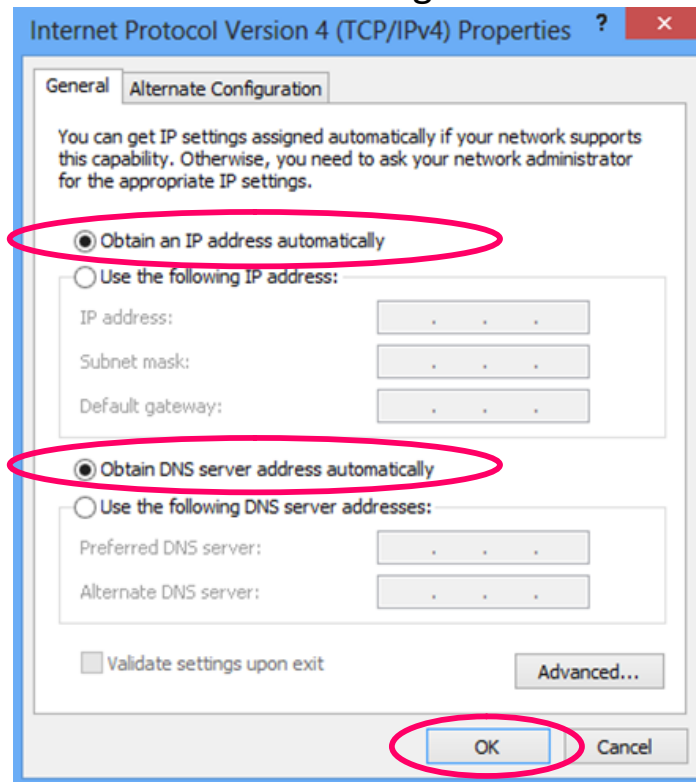 Internet Protocol Version 4 (TCP/IPv4) Properties ? ×
General Alternate Configuration
You can get IP settings assigned automatically if your network supports
this capability. Otherwise, you need to ask your network administrator
for the appropriate IP settings.
Obtain an IP address automatically
Use the following IP address:
IP address: . . .
Subnet mask: . . .
Default gateway: . . .
Obtain DNS server address automatically
Use the following DNS server addresses:
Preferred DNS server: . . .
Alternate DNS server: . . .
Validate settings upon exit
Advanced...
OK Cancel